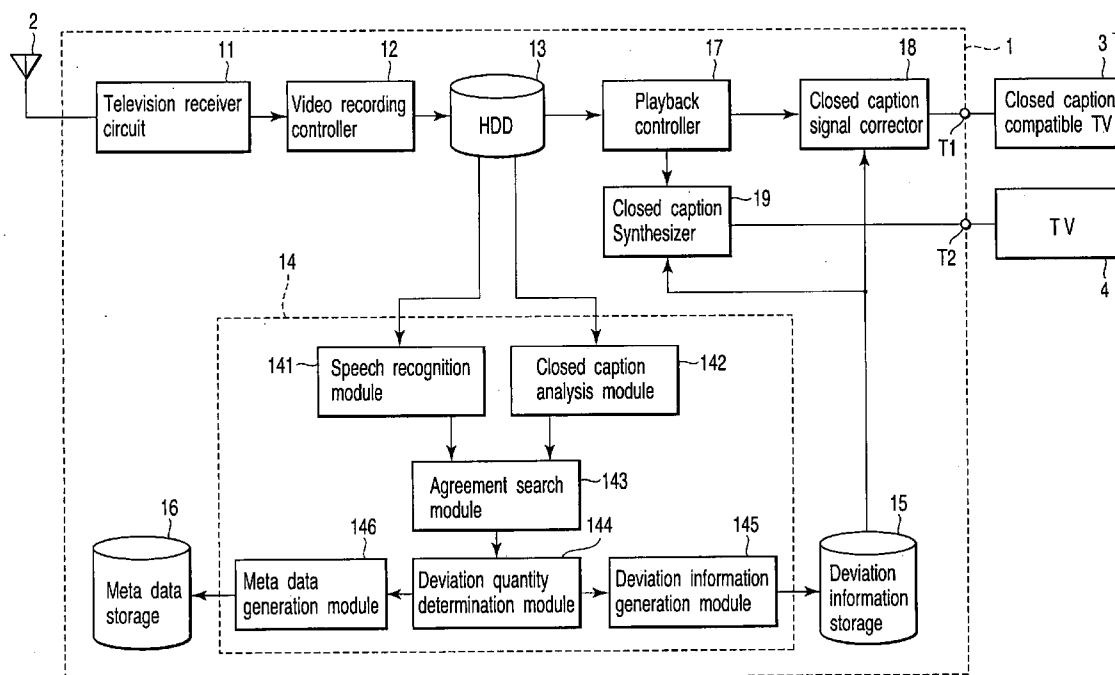 2
11
12
13
17
18
1
3
Television receiver
circuit
Video recording
controller
HDD
Playback
controller
Closed caption
signal corrector
T1
Closed caption
compatible TV
19
Closed caption
Synthesizer
T2
TV
4
14
141
Speech recognition
module
Closed caption
analysis module
142
Agreement search
module
143
16
146
144
145
15
Meta data
storage
Meta data
generation module
Deviation quantity
determination module
Deviation information
generation module
Deviation
information
storage